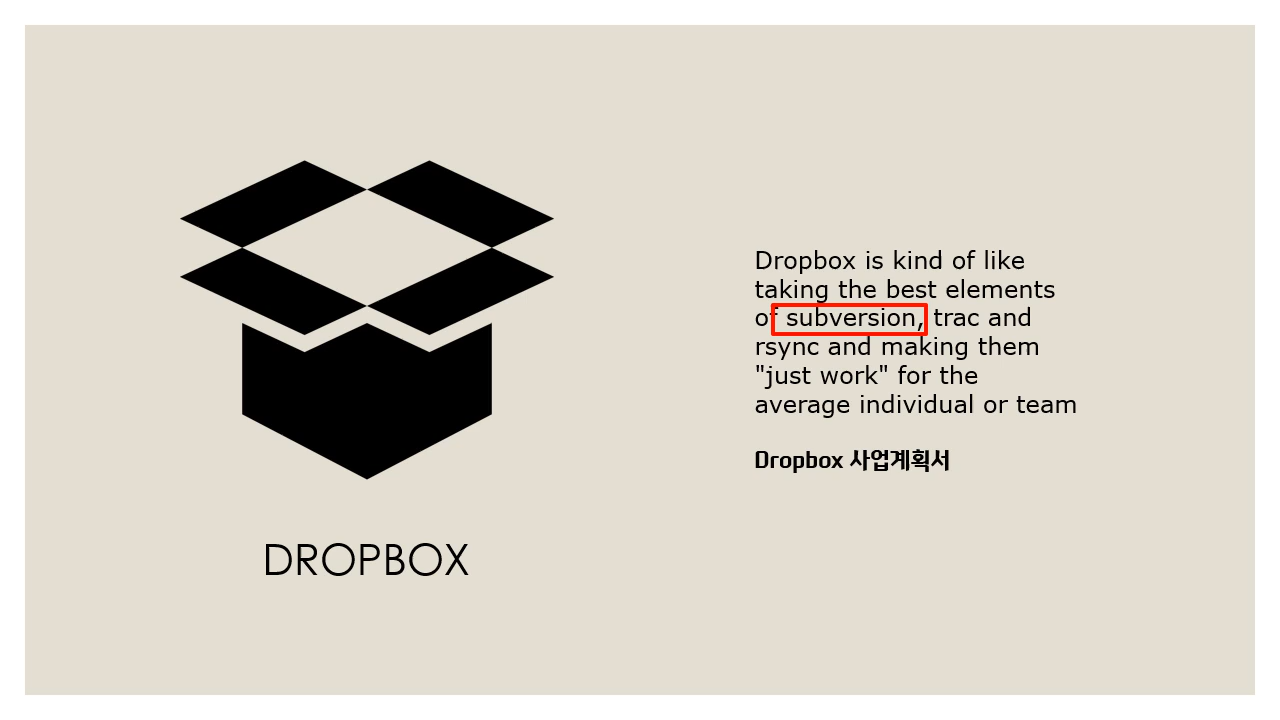 Dropbox is kind of like
taking the best elements
of subversion, trac and
rsync and making them
"just work" for the
average individual or team
Dropbox 사업계획서
DROPBOX